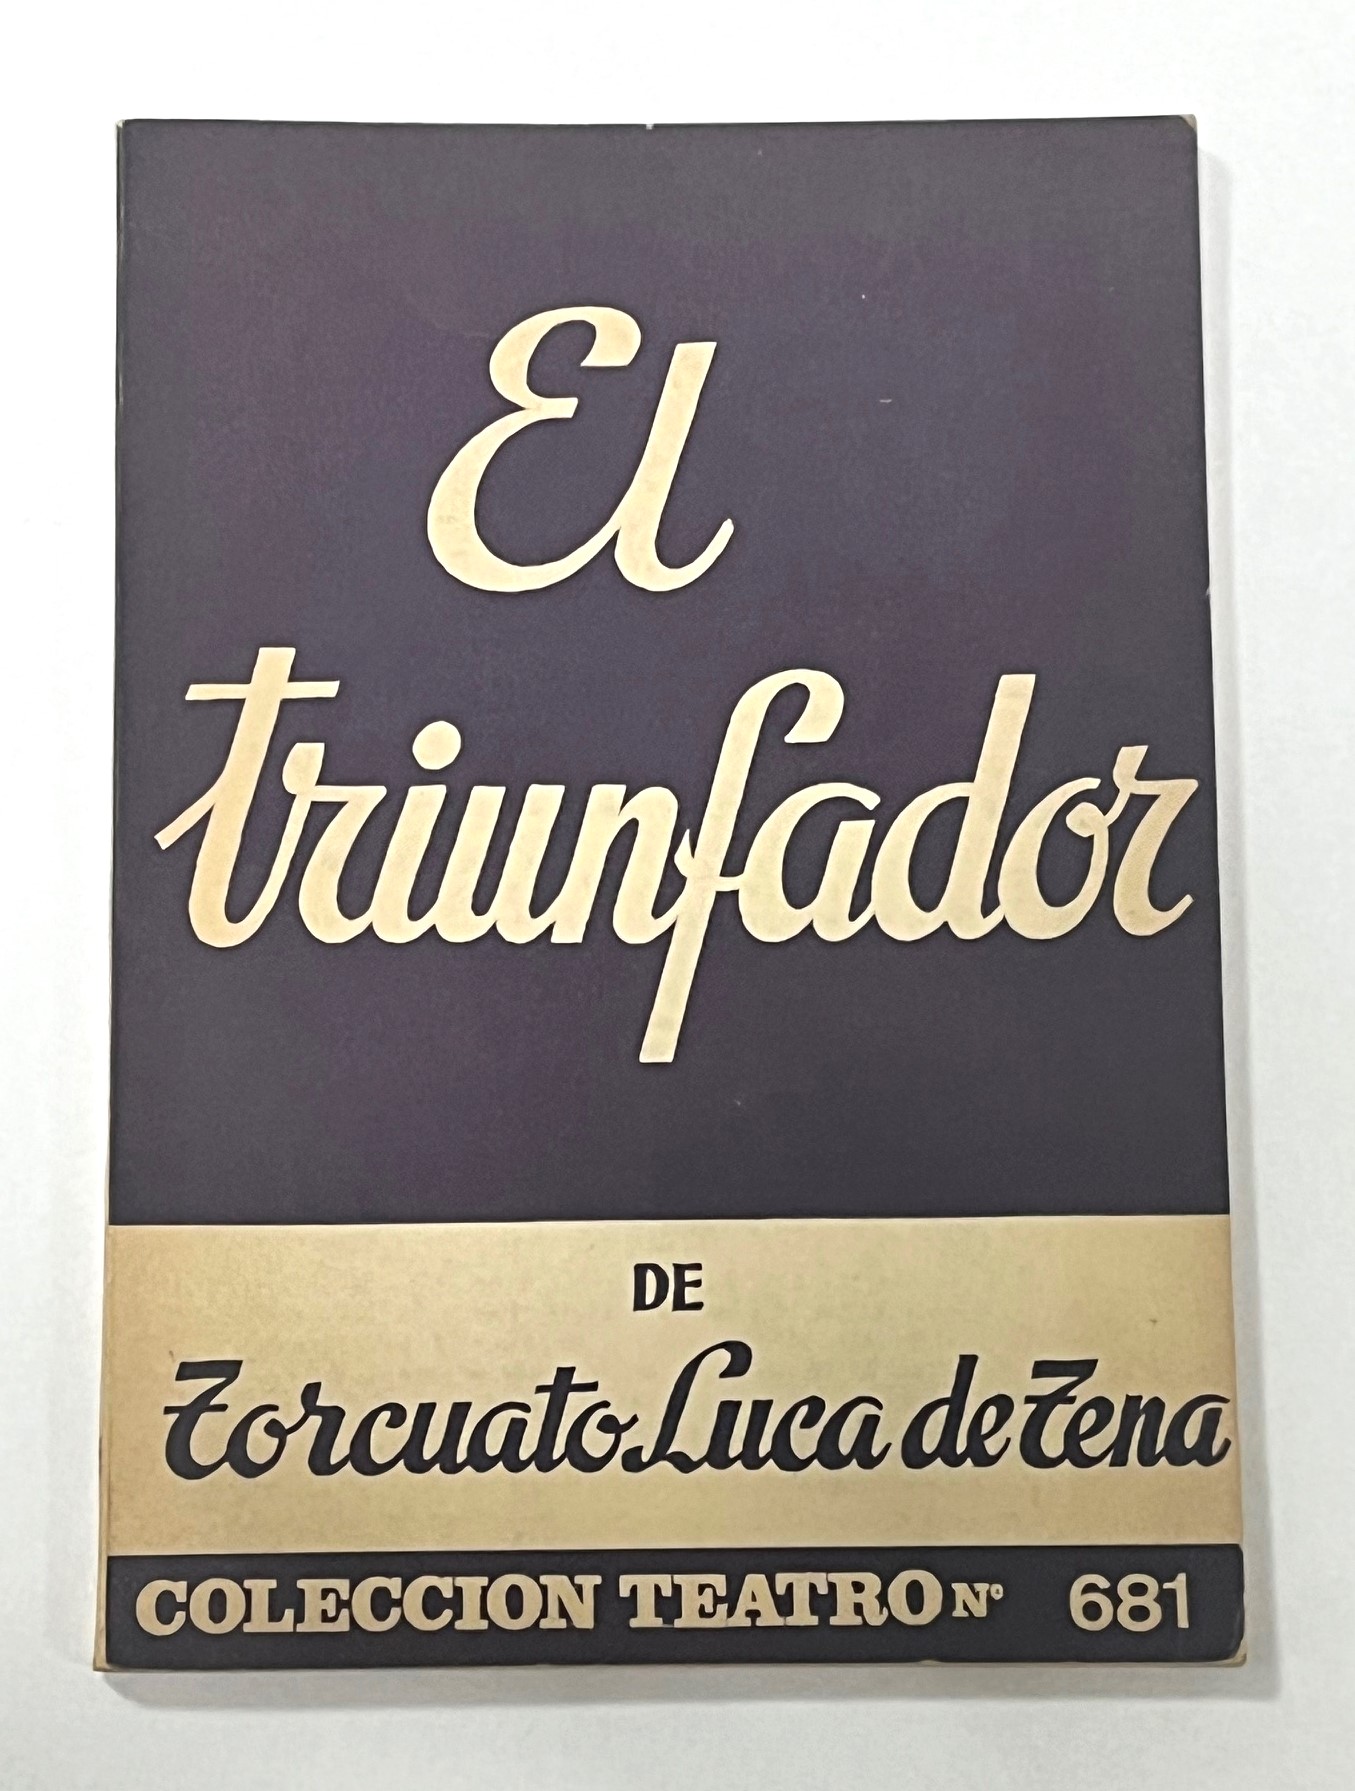 El
triunfador
DE
Torcuato Luca de Tena
COLECCION TEATRO Nº 681